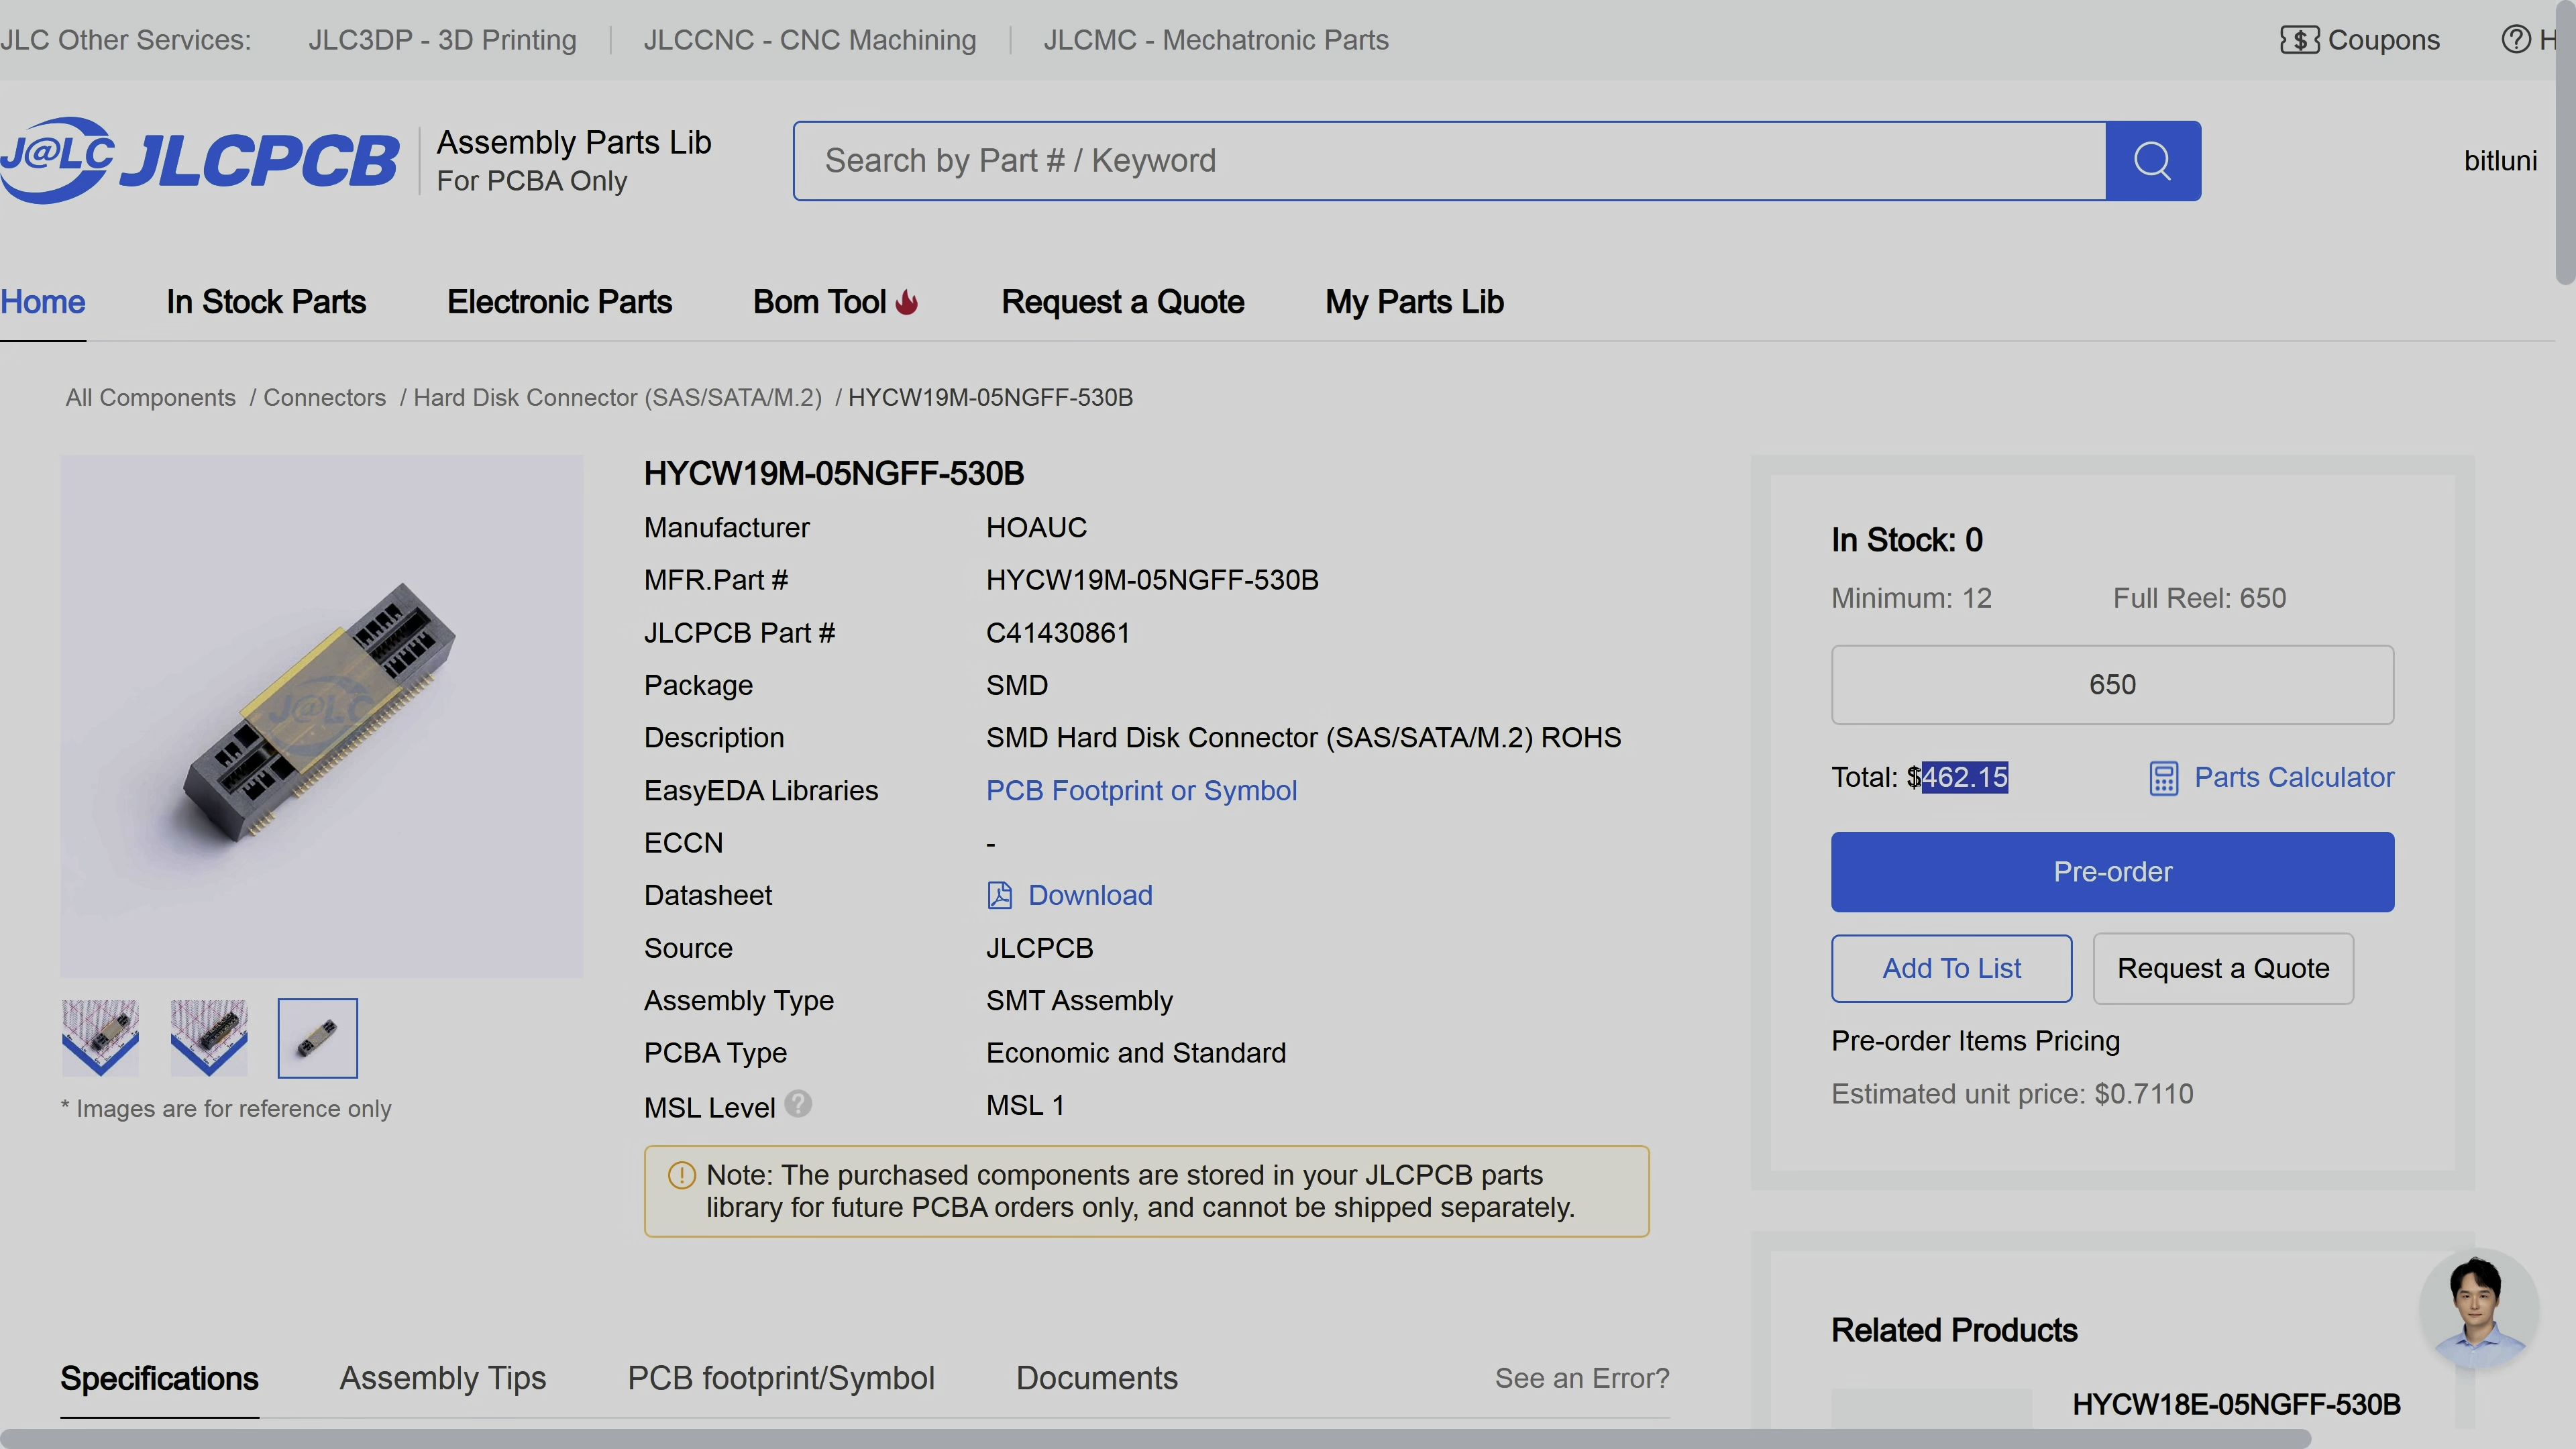 JLC Other Services: JLC3DP - 3D Printing JLCCNC - CNC Machining JLCMC - Mechatronic Parts Coupons
J@LC JLCPCB Assembly Parts Lib
For PCBA Only
Search by Part # / Keyword
bitluni
Home In Stock Parts Electronic Parts Bom Tool Request a Quote My Parts Lib
All Components / Connectors / Hard Disk Connector (SAS/SATA/M.2) / HYCW19M-05NGFF-530B
J@LC
* Images are for reference only
HYCW19M-05NGFF-530B
Manufacturer HOAUC
MFR.Part # HYCW19M-05NGFF-530B
JLCPCB Part # C41430861
Package SMD
Description SMD Hard Disk Connector (SAS/SATA/M.2) ROHS
EasyEDA Libraries PCB Footprint or Symbol
ECCN -
Datasheet Download
Source JLCPCB
Assembly Type SMT Assembly
PCBA Type Economic and Standard
MSL Level ? MSL 1
Note: The purchased components are stored in your JLCPCB parts
library for future PCBA orders only, and cannot be shipped separately.
In Stock: 0
Minimum: 12 Full Reel: 650
650
Total: $462.15 Parts Calculator
Pre-order
Add To List Request a Quote
Pre-order Items Pricing
Estimated unit price: $0.7110
Related Products
HYCW18E-05NGFF-530B
Specifications Assembly Tips PCB footprint/Symbol Documents See an Error?